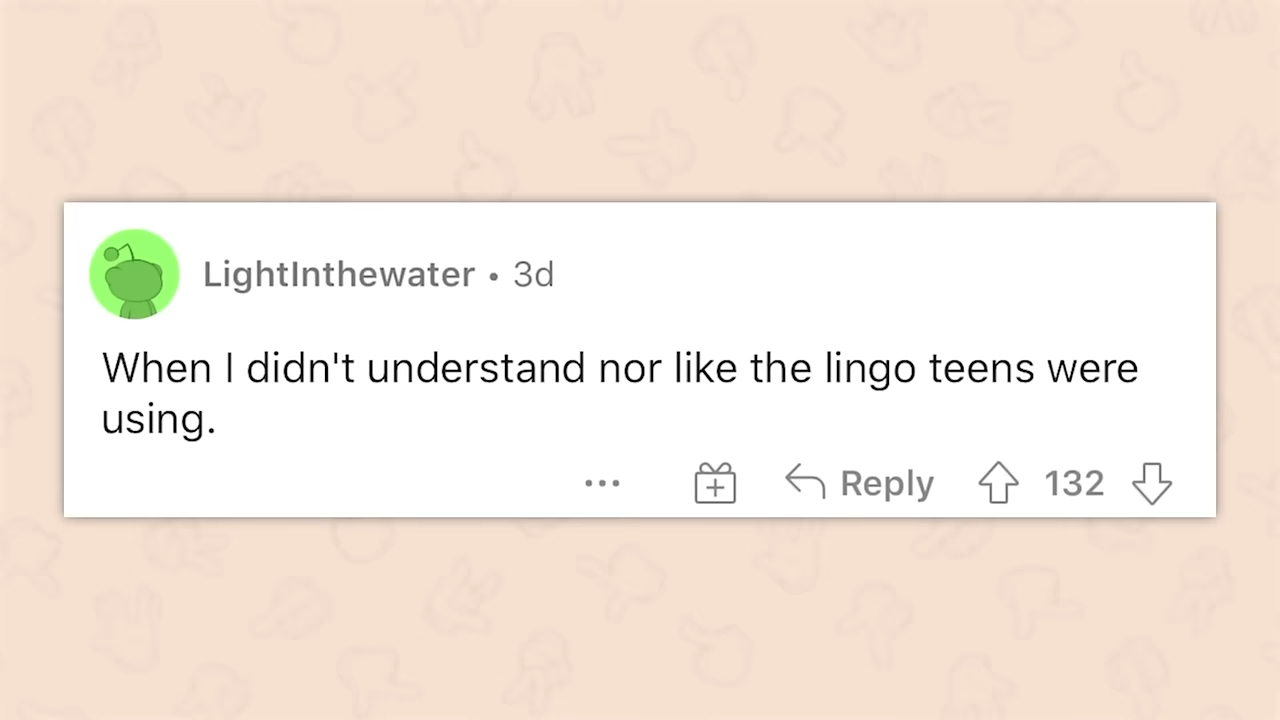 LightInthewater • 3d
When I didn't understand nor like the lingo teens were
using.
... Reply 132